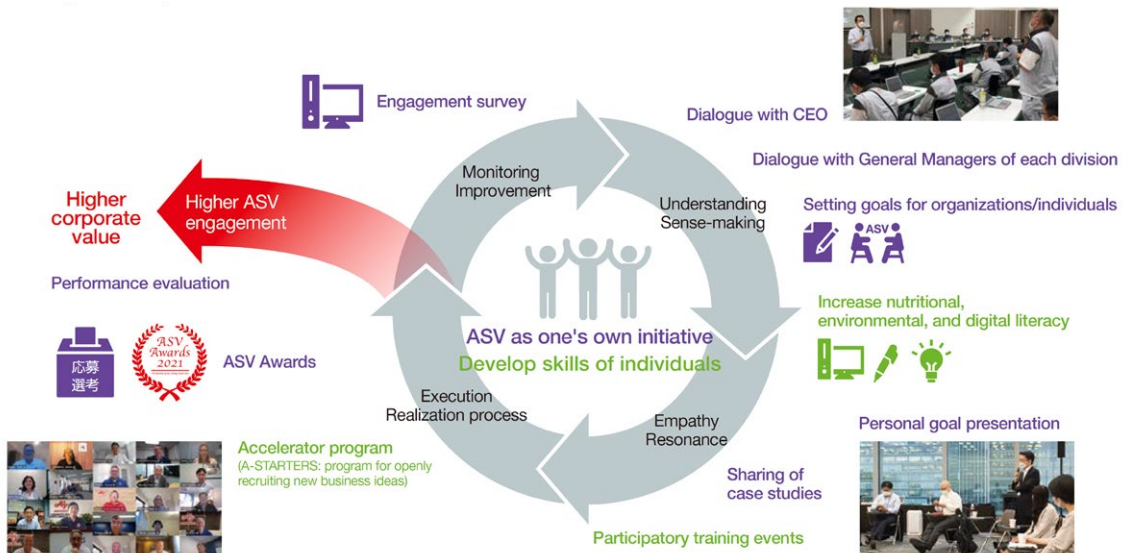 Engagement survey
Dialogue with CEO
Dialogue with General Managers of each division
Monitoring
Improvement
Understanding
Sense-making
Setting goals for organizations/individuals
ASV
Higher
corporate
value
Higher ASV
engagement
Performance evaluation
Increase nutritional,
environmental, and digital literacy
ASV as one's own initiative
Develop skills of individuals
応募
選考
ASV
Awards
2021
ASV Awards
Execution
Realization process
Empathy
Resonance
Personal goal presentation
Accelerator program
(A-STARTERS: program for openly
recruiting new business ideas)
Sharing of
case studies
Participatory training events